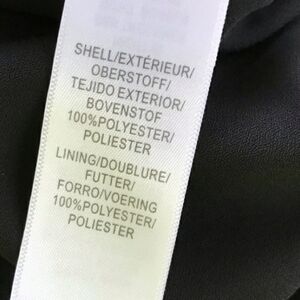 SHELL/EXTÉRIEUR/
OBERSTOFF/
TEJIDO EXTERIOR/
BOVENSTOF
100%POLYESTER/
POLIESTER
LINING/DOUBLURE/
FUTTER/
FORRO/VOERING
100%POLYESTER/
POLIESTER